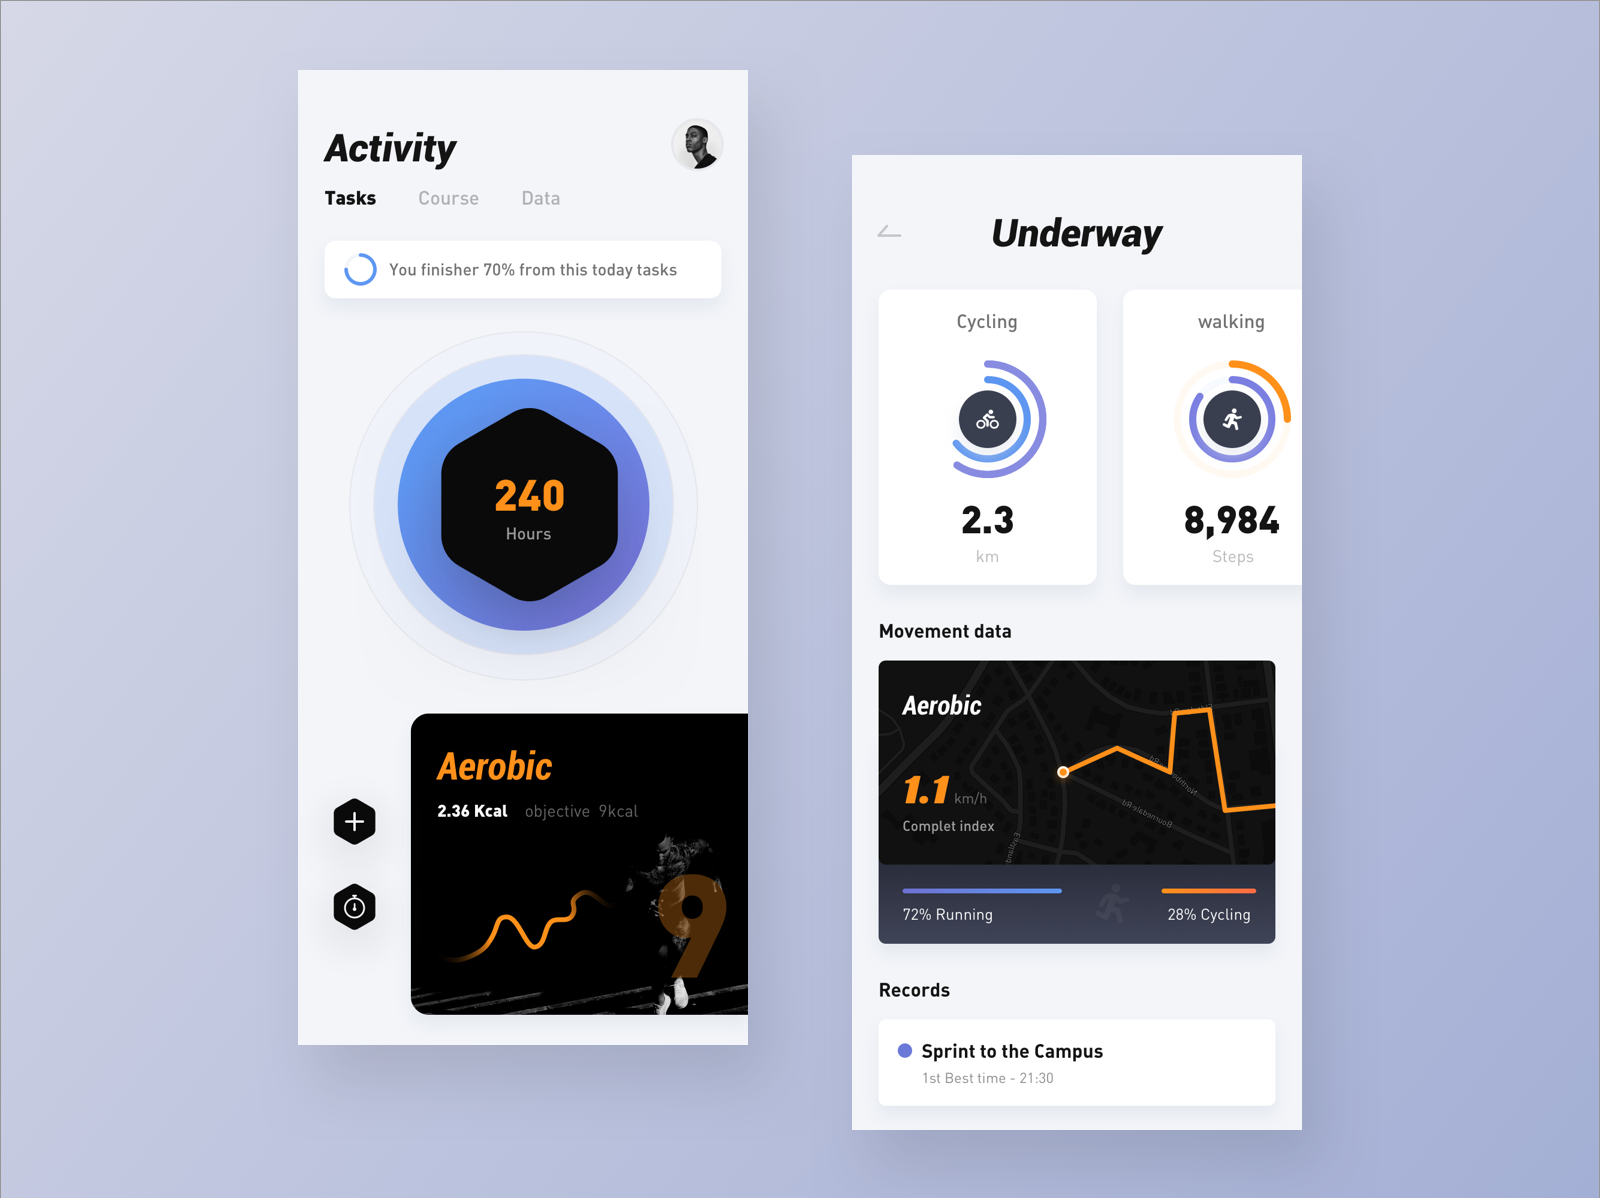 Activity
Tasks Course Data
You finisher 70% from this today tasks
240
Hours
Aerobic
2.36 Kcal objective 9kcal
9
Underway
Cycling
2.3
km
walking
8,984
Steps
Movement data
Aerobic
1.1 km/h
Complet index
Bournedale Rd
72% Running
28% Cycling
Records
Sprint to the Campus
1st Best time - 21:30